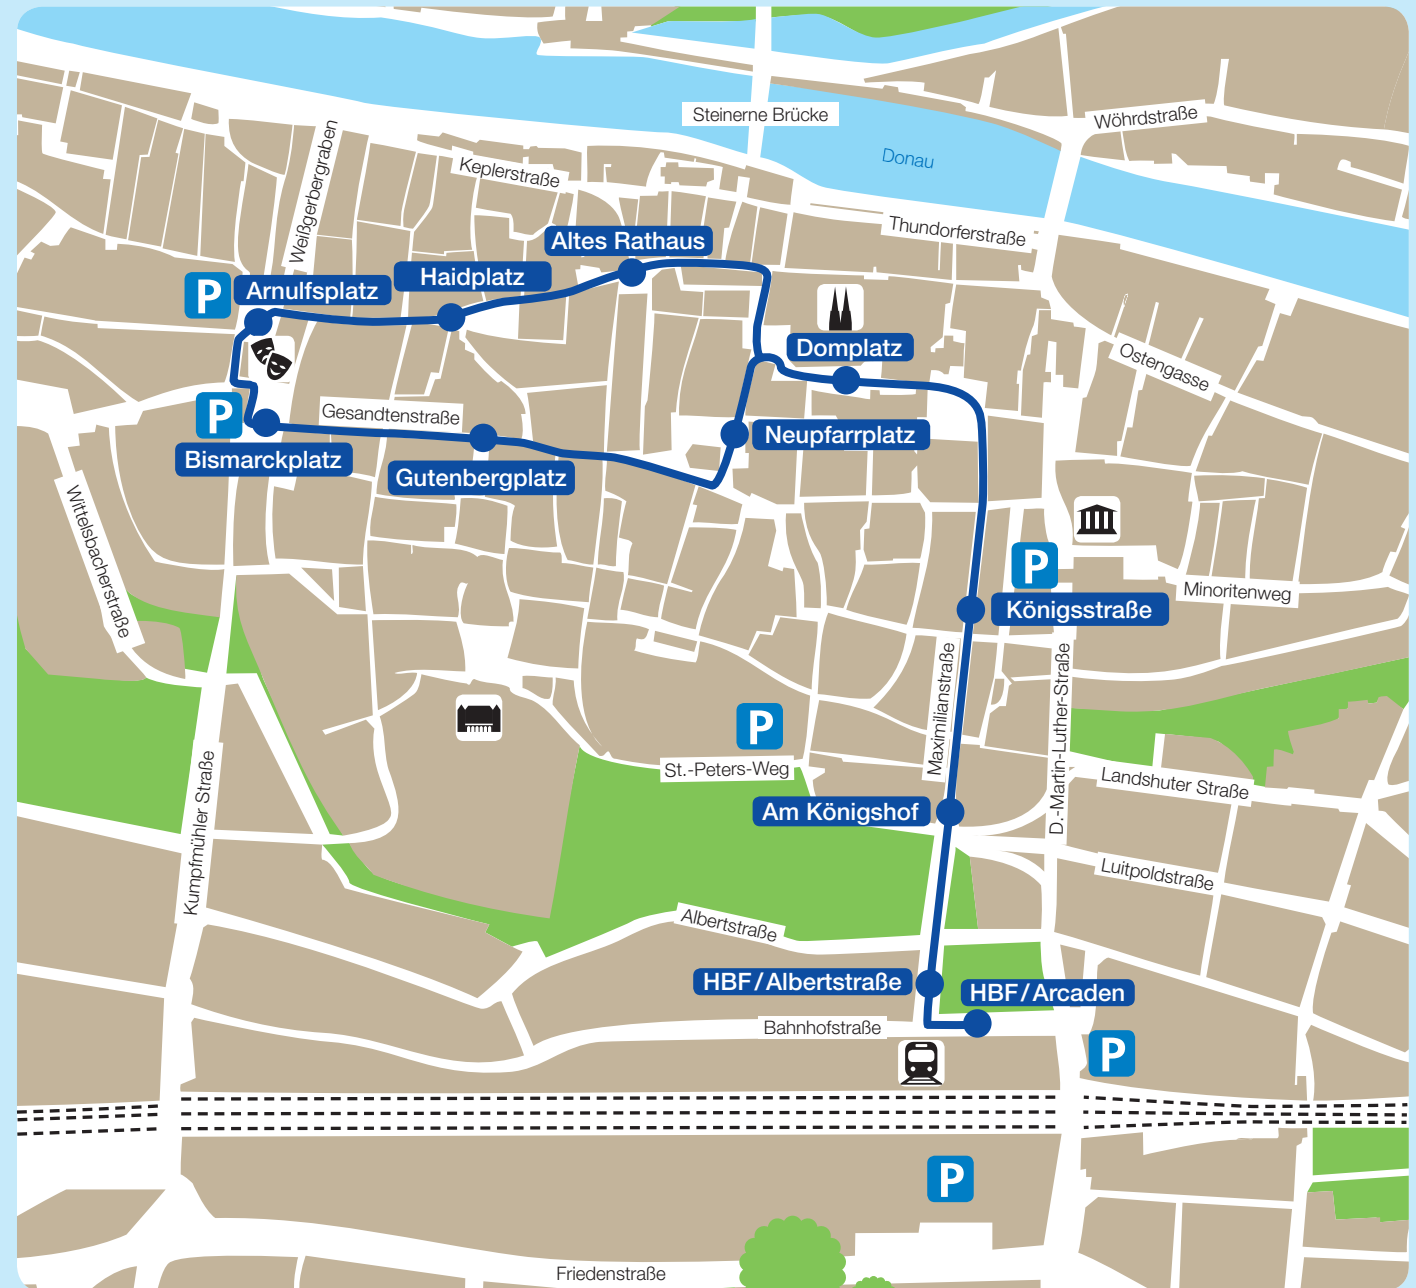 Steinerne Brücke
Wöhrdstraße
Donau
Weißgerbergraben
Keplerstraße
Thundorferstraße
Altes Rathaus
Haidplatz
P
Arnulfsplatz
Domplatz
Ostengasse
P
Gesandtenstraße
Neupfarrplatz
Bismarckplatz
Gutenbergplatz
Wittelsbacherstraße
P
Minoritenweg
Königsstraße
Maximilianstraße
D.-Martin-Luther-Straße
P
St.-Peters-Weg
Kumpfmühler Straße
Landshuter Straße
Am Königshof
Luitpoldstraße
Albertstraße
HBF/Albertstraße
HBF/Arcaden
Bahnhofstraße
P
P
Friedenstraße